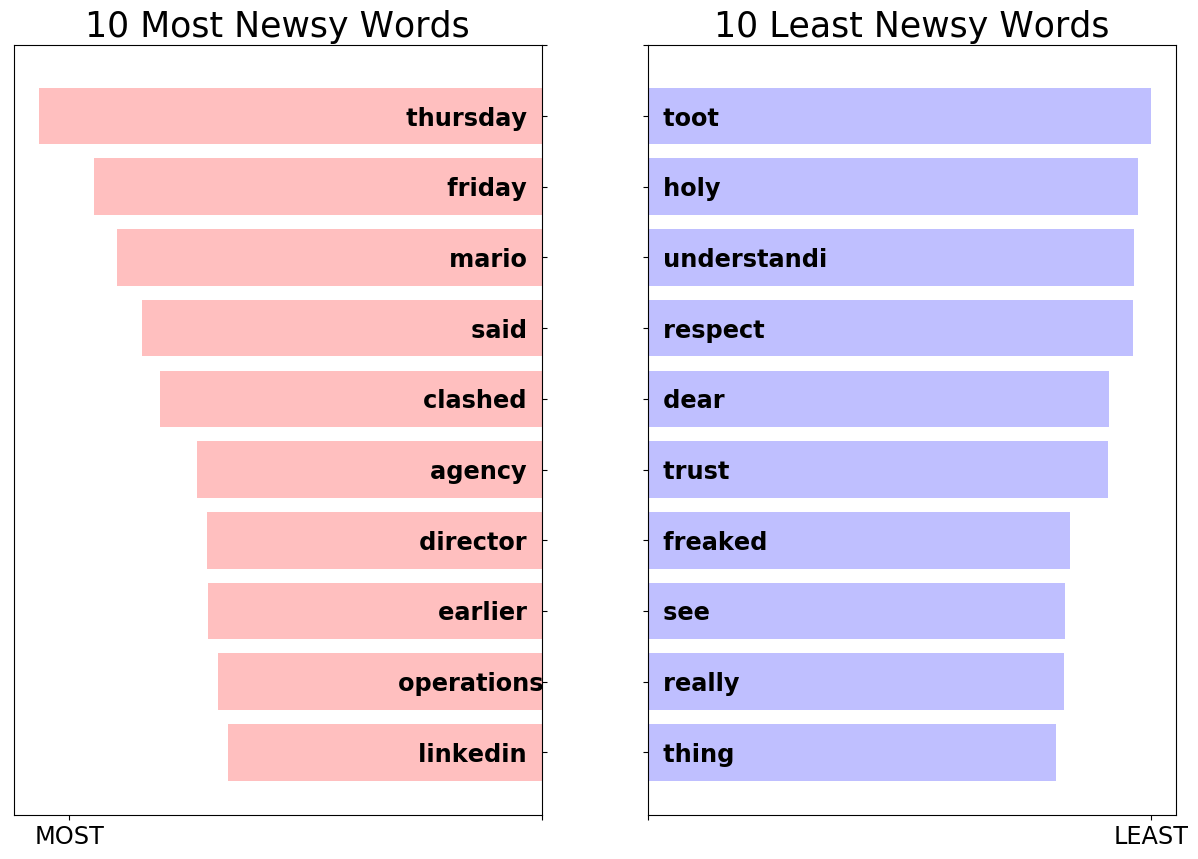 10 Most Newsy Words
thursday
friday
mario
said
clashed
agency
director
earlier
operations
linkedin
MOST
10 Least Newsy Words
toot
holy
understandi
respect
dear
trust
freaked
see
really
thing
LEAST